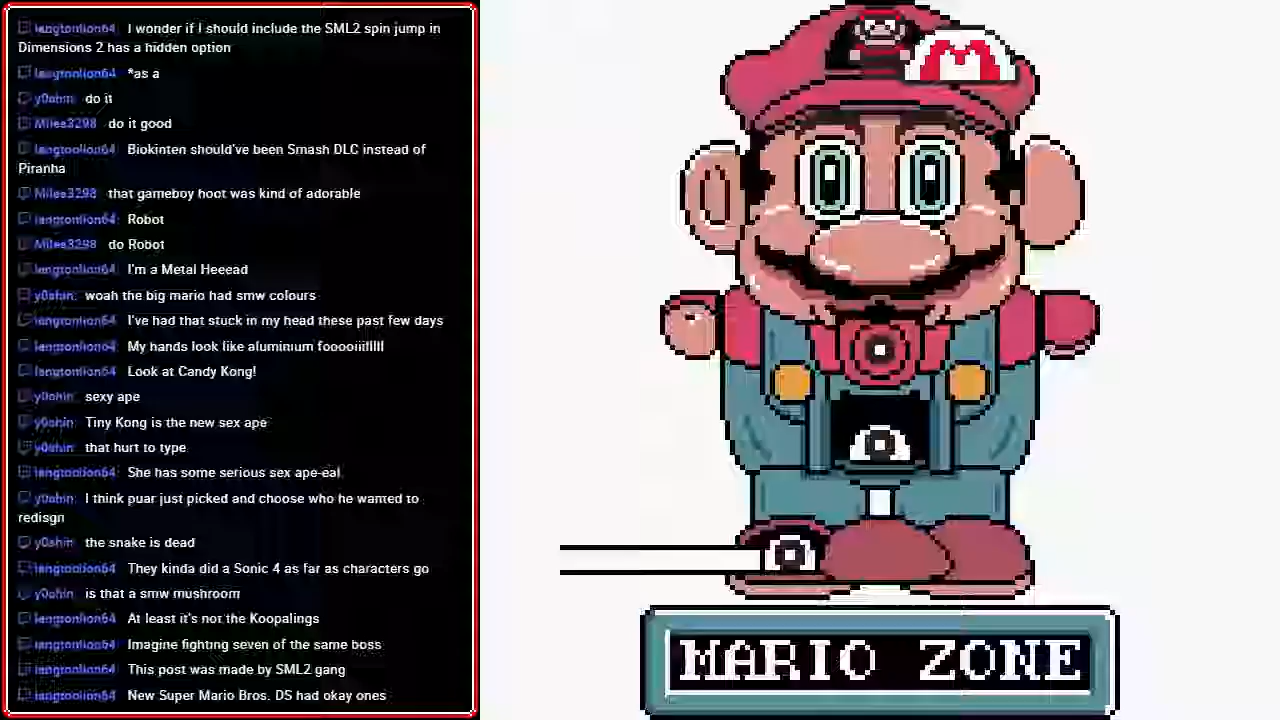 langtonlion64 I wonder if I should include the SML2 spin jump in
Dimensions 2 has a hidden option
langtonlion64 *as a
y0shin: do it
Miles3298 do it good
langtonlion64 Biokinten should've been Smash DLC instead of
Piranha
Miles3298 that gameboy hoot was kind of adorable
langtonlion64 Robot
Miles3298 do Robot
langtonlion64 I'm a Metal Heeead
y0shin: woah the big mario had smw colours
langtonlion64 I've had that stuck in my head these past few days
langtonlion64 My hands look like aluminium fooooiiillllll
langtonlion64 Look at Candy Kong!
y0shin: sexy ape
y0shin: Tiny Kong is the new sex ape
y0shin: that hurt to type
langtonlion64 She has some serious sex ape-eal
y0shin: I think puar just picked and choose who he wanted to
redisgn
y0shin: the snake is dead
langtonlion64 They kinda did a Sonic 4 as far as characters go
y0shin: is that a conv mushroom
langtonlion64 At least it's not the Koopalings
langtonlion64 Imagine fighting seven of the same boss
langtonlion64 This post was made by SML2 gang
langtonlion64 New Super Mario Bros. DS had okay ones
M
MARIO ZONE